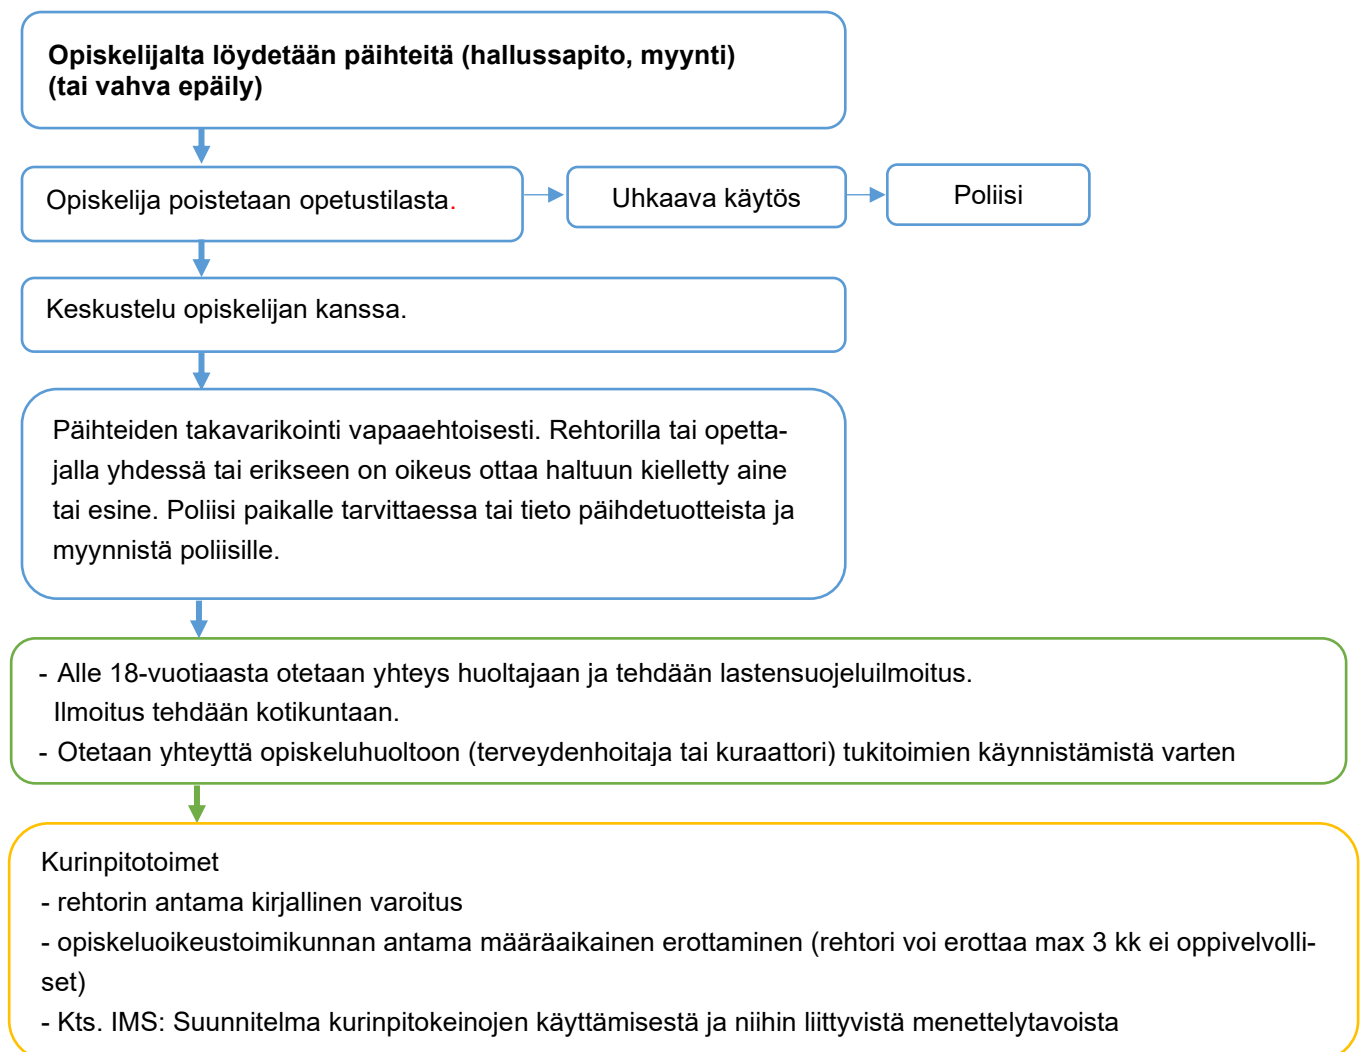 Opiskelijalta löydetään päihteitä (hallussapito, myynti)
(tai vahva epäily)
Opiskelija poistetaan opetustilasta.
Uhkaava käytös
Poliisi
Keskustelu opiskelijan kanssa.
Päihteiden takavarikointi vapaaehtoisesti. Rehtorilla tai opetta-
jalla yhdessä tai erikseen on oikeus ottaa haltuun kielletty aine
tai esine. Poliisi paikalle tarvittaessa tai tieto päihdetuotteista ja
myynnistä poliisille.
- Alle 18-vuotiaasta otetaan yhteys huoltajaan ja tehdään lastensuojeluilmoitus.
Ilmoitus tehdään kotikuntaan.
- Otetaan yhteyttä opiskeluhuoltoon (terveydenhoitaja tai kuraattori) tukitoimien käynnistämistä varten
Kurinpitotoimet
- rehtorin antama kirjallinen varoitus
- opiskeluoikeustoimikunnan antama määräaikainen erottaminen (rehtori voi erottaa max 3 kk ei oppivelvolli-
set)
- Kts. IMS: Suunnitelma kurinpitokeinojen käyttämisestä ja niihin liittyvistä menettelytavoista